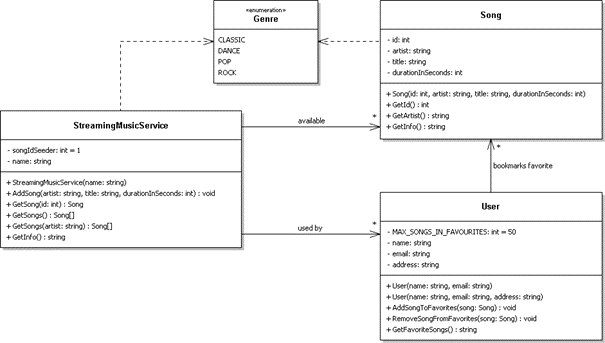 «enumeration»
Genre
CLASSIC
DANCE
POP
ROCK
Song
- id: int
- artist: string
- title: string
- durationInSeconds: int
+ Song(id: int, artist: string, title: string, durationInSeconds: int)
+ GetId() : int
+ GetArtist() : string
+ GetInfo() : string
StreamingMusicService
- songIdSeeder: int = 1
- name: string
+ StreamingMusicService(name: string)
+ AddSong(artist: string, title: string, durationInSeconds: int) : void
+ GetSong(id: int) : Song
+ GetSongs() : Song[]
+ GetSongs(artist: string) : Song[]
+ GetInfo() : string
available
*
*
bookmarks favorite
used by
*
User
- MAX_SONGS_IN_FAVOURITES: int = 50
- name: string
- email: string
- address: string
+ User(name: string, email: string)
+ User(name: string, email: string, address: string)
+ AddSongToFavorites(song: Song) : void
+ RemoveSongFromFavorites(song: Song) : void
+ GetFavoriteSongs() : string